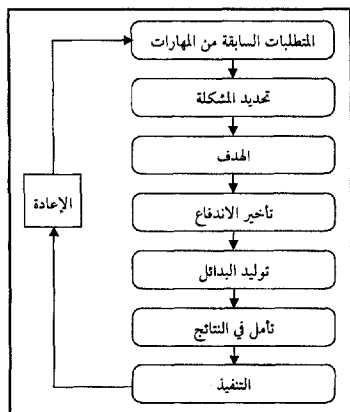 المتطلبات السابقة من المهارات
تحديد المشكلة
الهدف
تأخير الاندفاع
الإعادة
توليد البدائل
تأمل في النتائج
التنفيذ